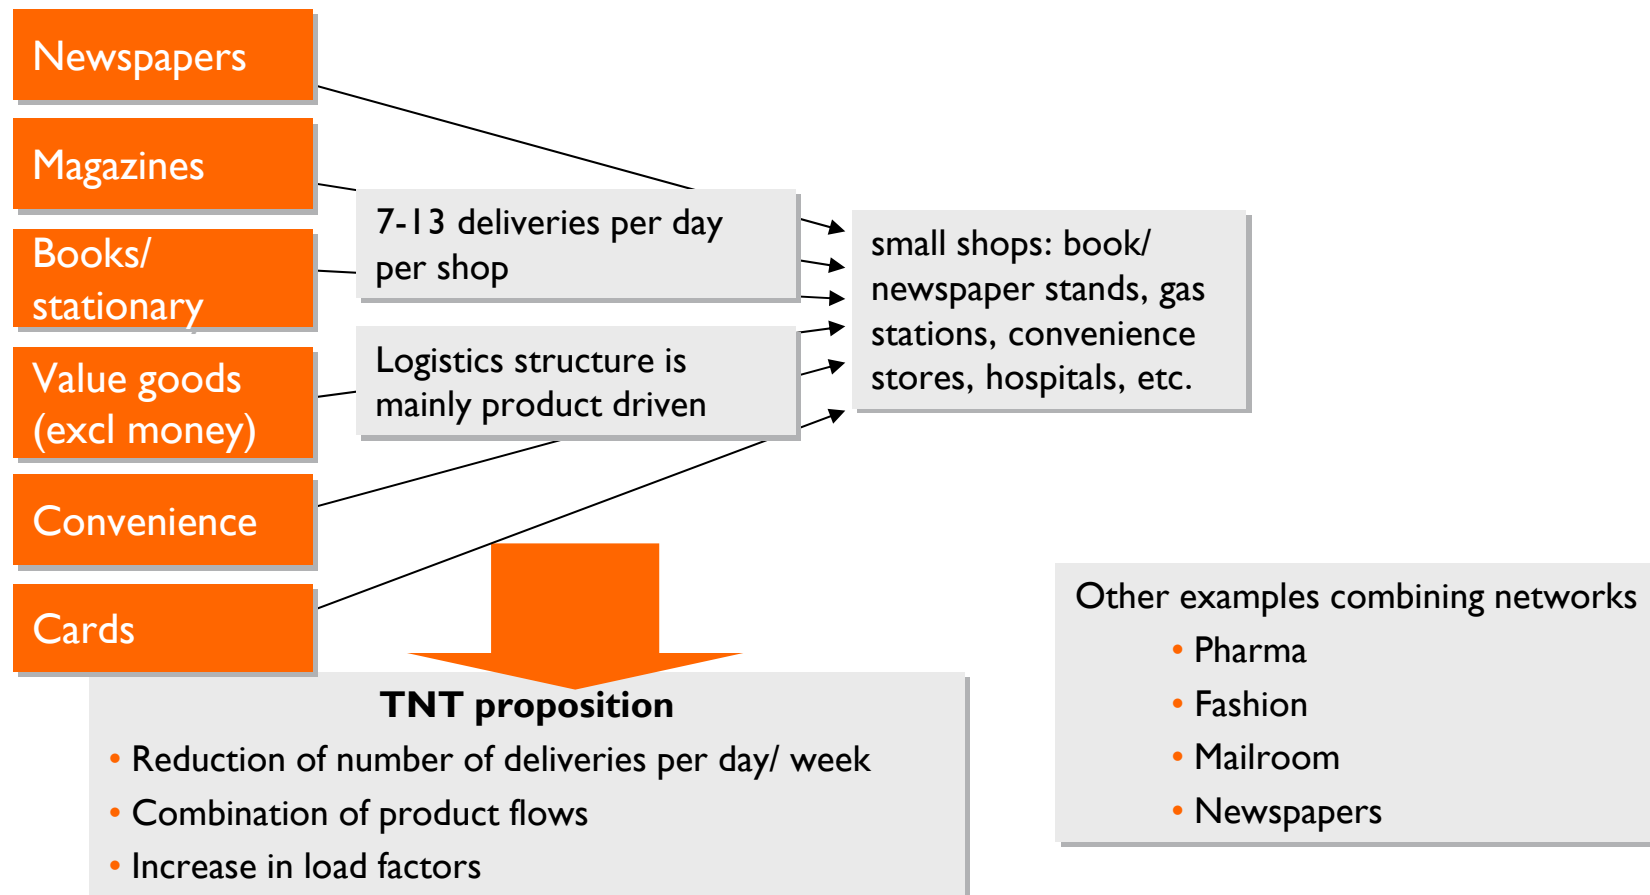 Newspapers
Magazines
Books/
stationary
Value goods
(excl money)
Convenience
Cards
7-13 deliveries per day
per shop
Logistics structure is
mainly product driven
small shops: book/
newspaper stands, gas
stations, convenience
stores, hospitals, etc.
TNT proposition
• Reduction of number of deliveries per day/ week
• Combination of product flows
• Increase in load factors
Other examples combining networks
• Pharma
• Fashion
• Mailroom
• Newspapers